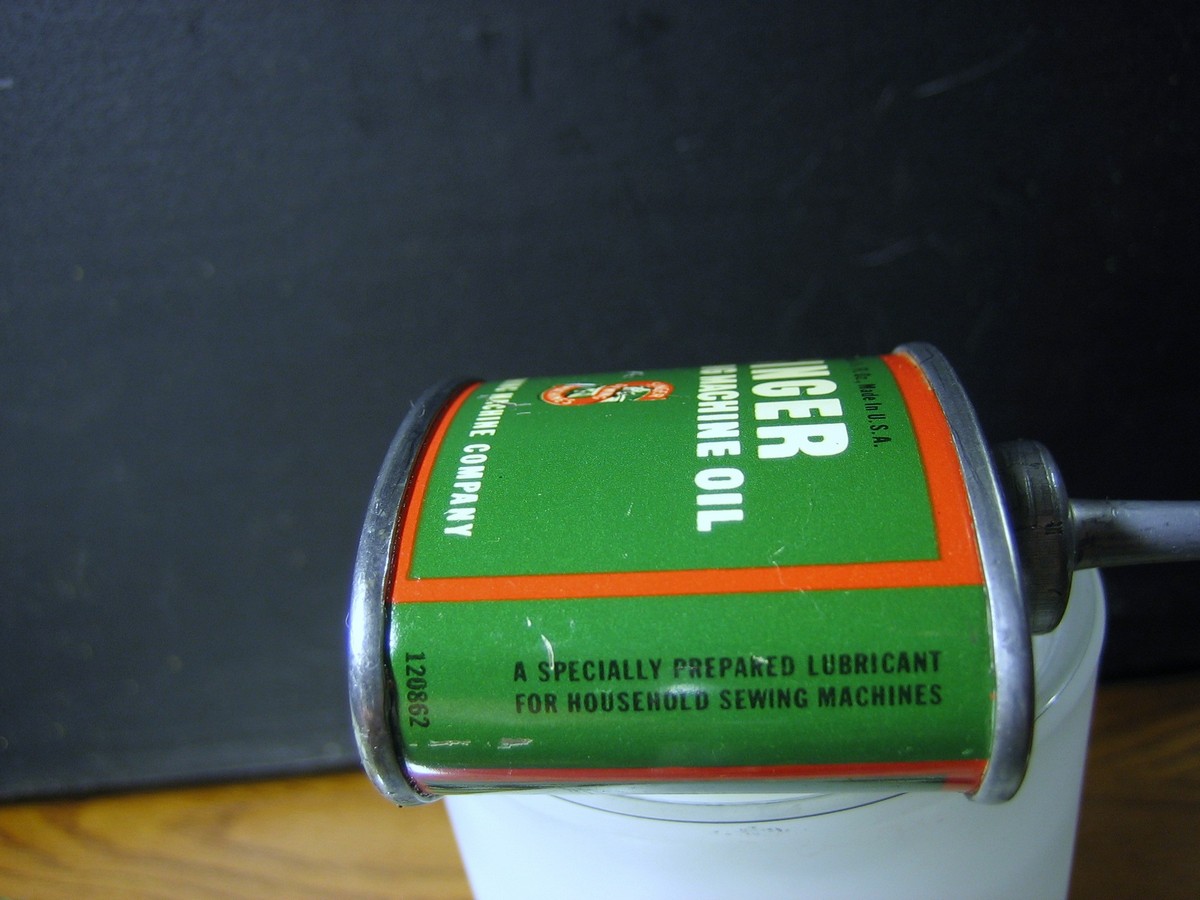 Made in U.S.A.
NGER
MACHINE OIL
MACHINE COMPANY
A SPECIALLY PREPARED LUBRICANT
FOR HOUSEHOLD SEWING MACHINES
120862